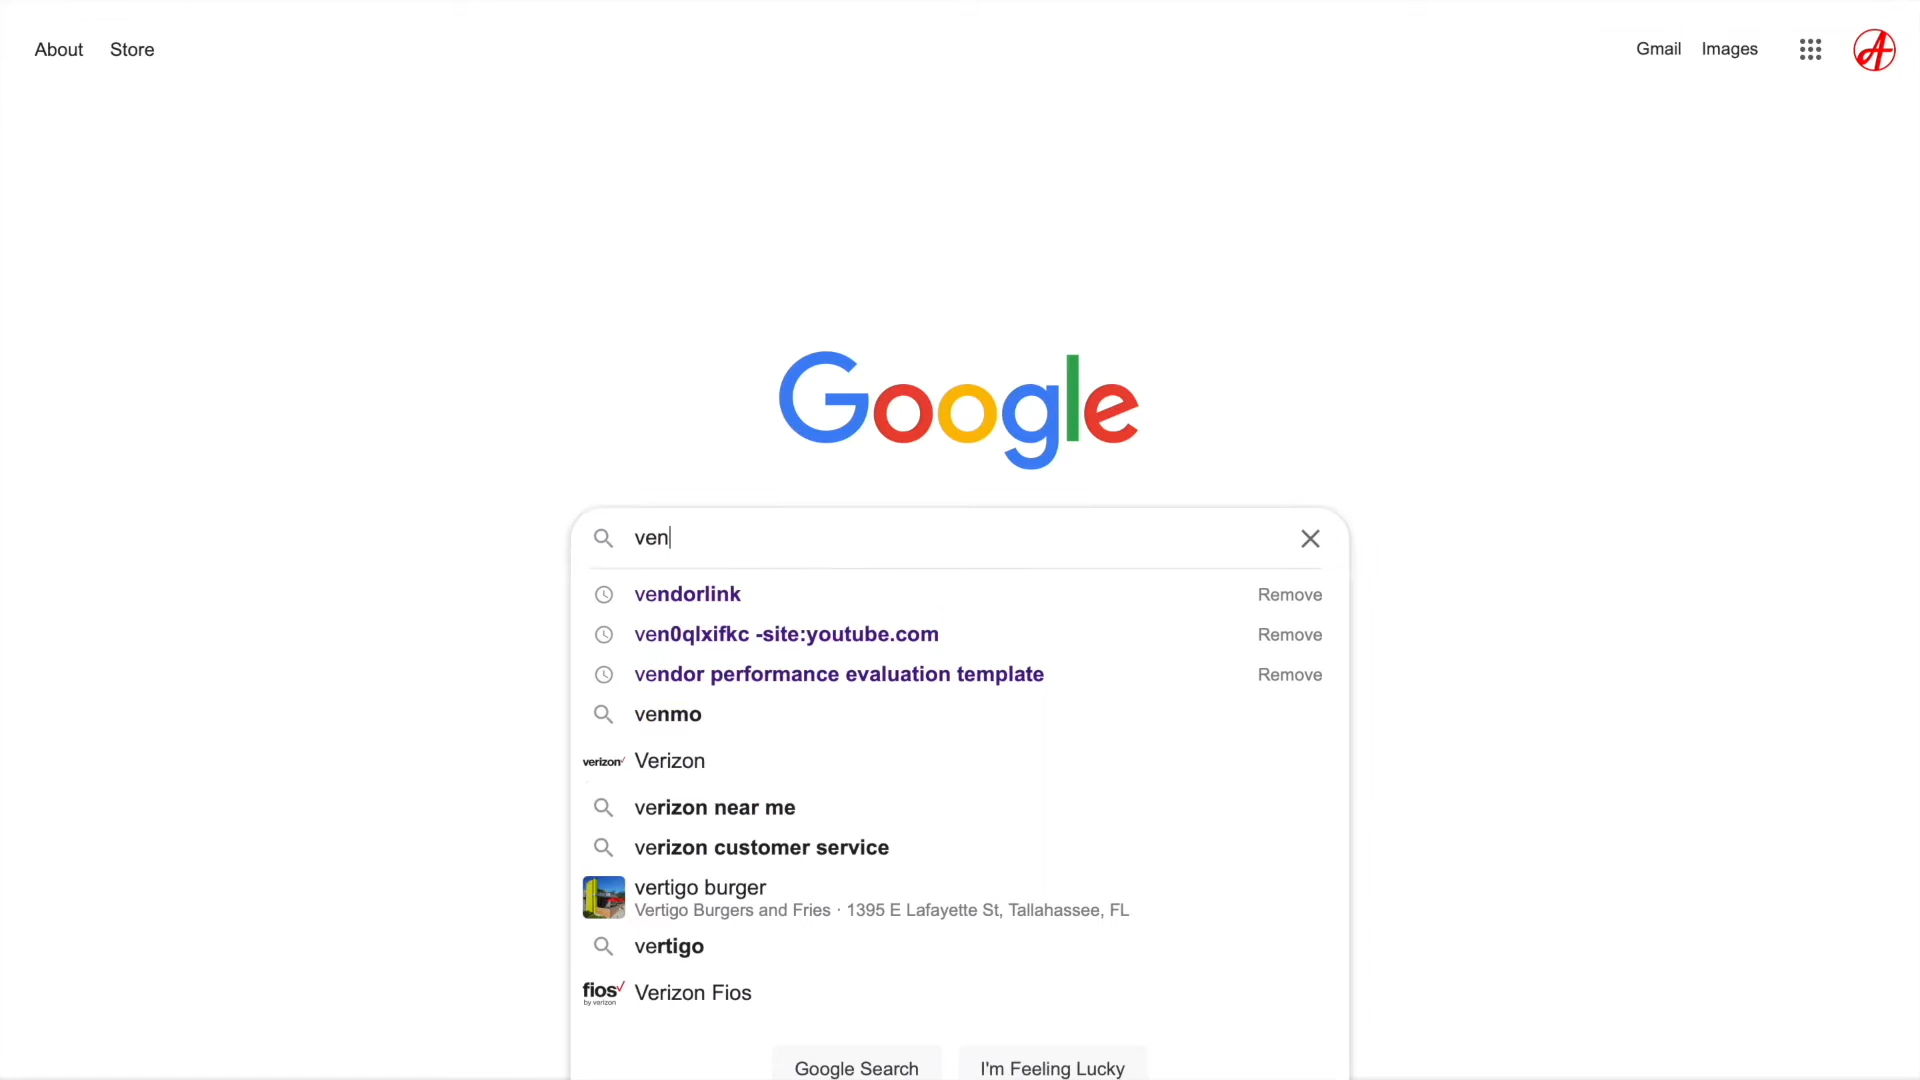 About Store
Gmail Images
Google
ven
vendorlink Remove
ven0qlxifkc -site:youtube.com Remove
vendor performance evaluation template Remove
venmo
verizon Verizon
verizon near me
verizon customer service
vertigo burger
Vertigo Burgers and Fries · 1395 E Lafayette St, Tallahassee, FL
vertigo
fios by verizon Verizon Fios
Google Search I'm Feeling Lucky